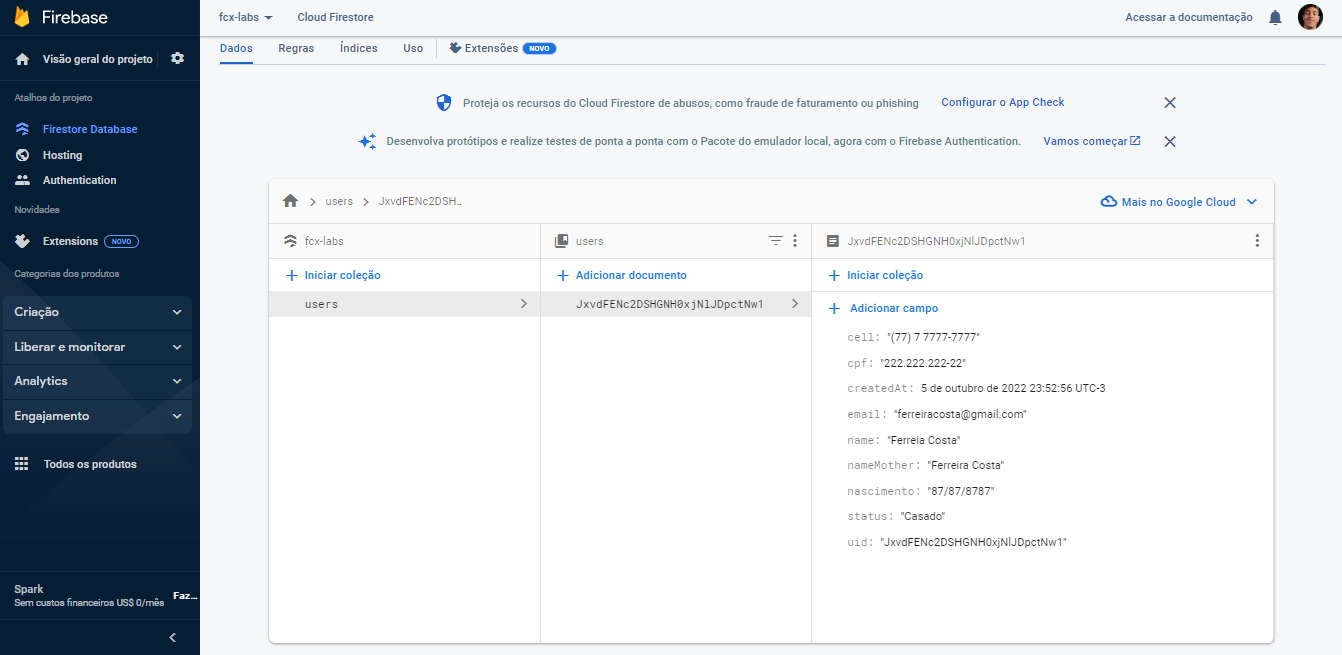 Firebase
fcx-labs
Cloud Firestore
Acessar a documentação
Visão geral do projeto
Dados
Regras
Índices
Uso
Extensões NOVO
Atalhos do projeto
Firestore Database
Hosting
Authentication
Novidades
Extensions NOVO
Categorias dos produtos
Criação
Liberar e monitorar
Analytics
Engajamento
Todos os produtos
Spark
Sem custos financeiros US$ 0/mês
Faz...
Proteja os recursos do Cloud Firestore de abusos, como fraude de faturamento ou phishing
Configurar o App Check
Desenvolva protótipos e realize testes de ponta a ponta com o Pacote do emulador local, agora com o Firebase Authentication.
Vamos começar
users
JxvdFENc2DSH..
Mais no Google Cloud
fcx-labs
Iniciar coleção
users
users
Adicionar documento
JxvdFENc2DSHGNH0xjNlJDpctNw1
JxvdFENc2DSHGNH0xjNlJDpctNw1
Iniciar coleção
Adicionar campo
cell: "(77) 7 7777-7777"
cpf: "222.222.222-22"
createdAt: 5 de outubro de 2022 23:52:56 UTC-3
email: "ferreiracosta@gmail.com"
name: "Ferreia Costa"
nameMother: "Ferreira Costa"
nascimento: "87/87/8787"
status: "Casado"
uid: "JxvdFENc2DSHGNH0xjNlJDpctNw1"